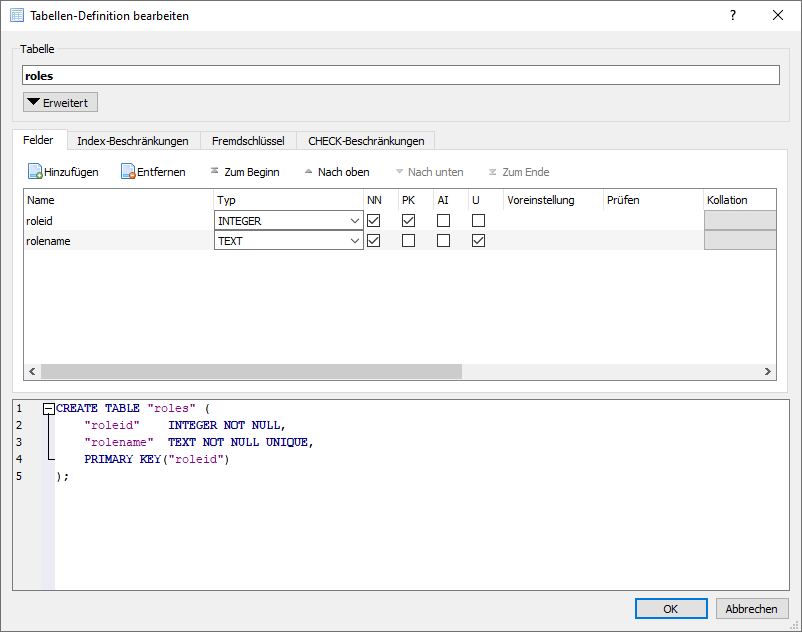 Tabellen-Definition bearbeiten ?
Tabelle
roles
Erweitert
Felder Index-Beschränkungen Fremdschlüssel CHECK-Beschränkungen
Hinzufügen Entfernen Zum Beginn Nach oben Nach unten Zum Ende
Name Typ NN PK AI U Voreinstellung Prüfen Kollation
roleid INTEGER
rolename TEXT
1 CREATE TABLE "roles" (
2 "roleid" INTEGER NOT NULL,
3 "rolename" TEXT NOT NULL UNIQUE,
4 PRIMARY KEY("roleid")
5 );
OK Abbrechen